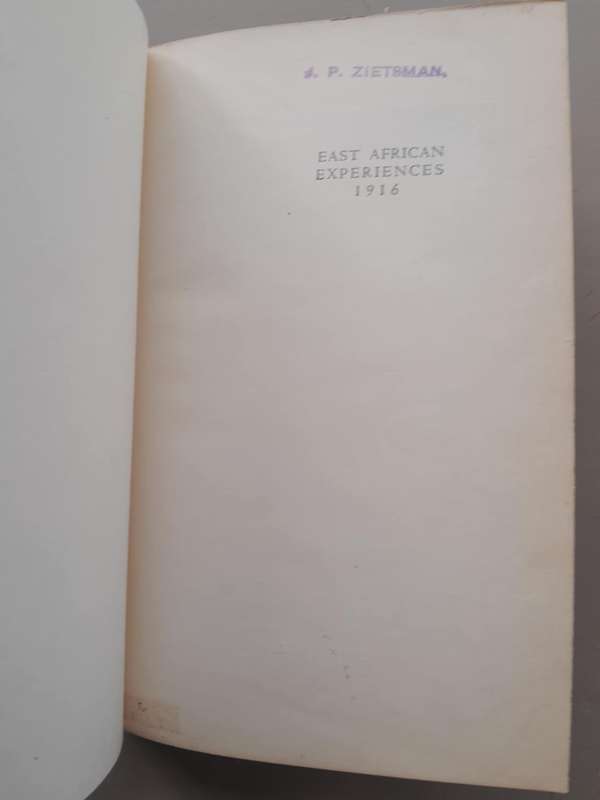 J. P. ZIETSMAN.
EAST AFRICAN
EXPERIENCES
1916